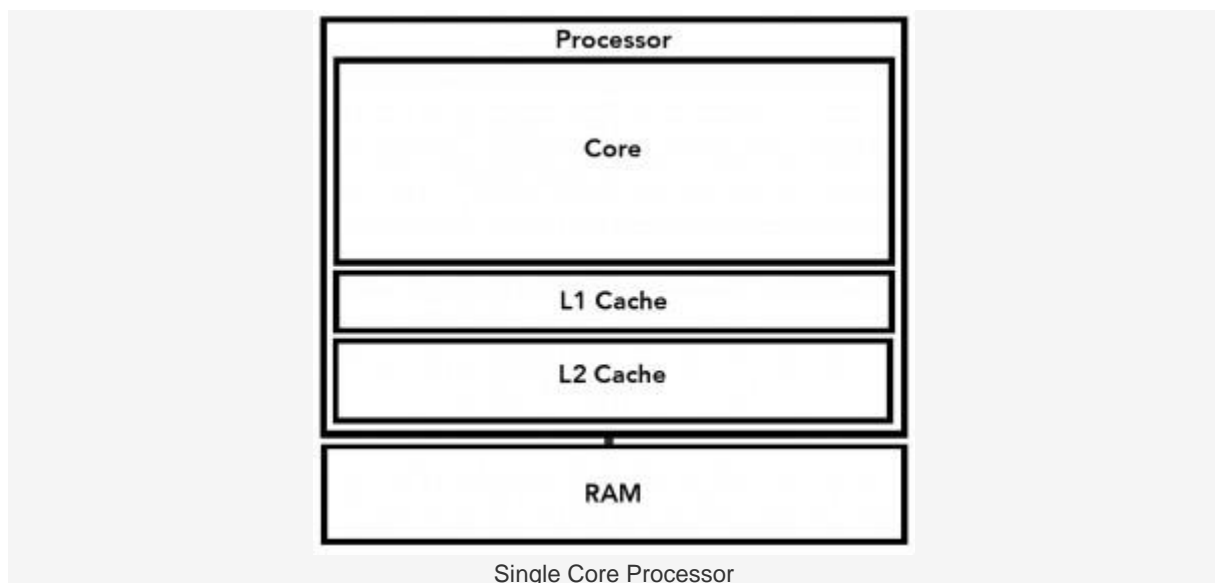 Processor
Core
L1 Cache
L2 Cache
RAM
Single Core Processor